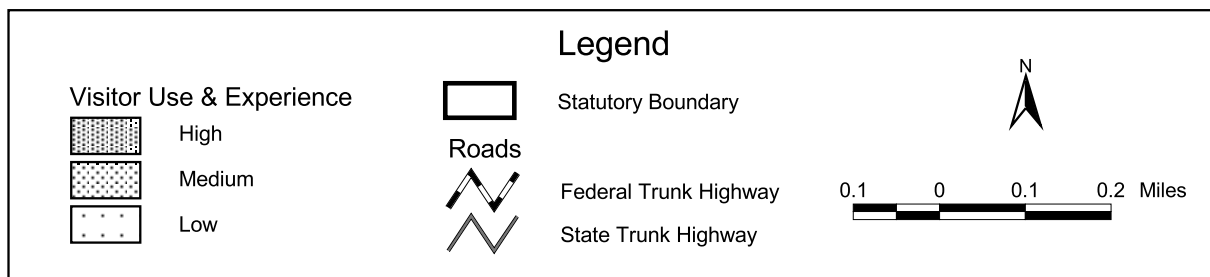 Legend
Visitor Use & Experience
High
Medium
Low
Statutory Boundary
Roads
Federal Trunk Highway
State Trunk Highway
N
0.1 0 0.1 0.2 Miles